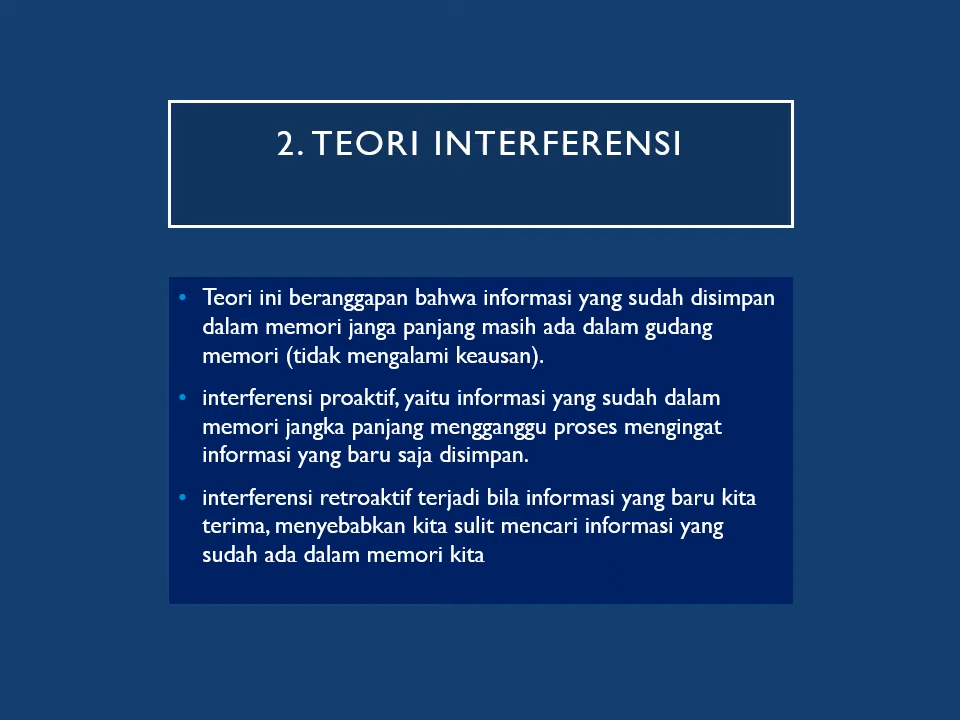 2. TEORI INTERFERENSI
• Teori ini beranggapan bahwa informasi yang sudah disimpan
dalam memori janga panjang masih ada dalam gudang
memori (tidak mengalami keausan).
• interferensi proaktif, yaitu informasi yang sudah dalam
memori jangka panjang mengganggu proses mengingat
informasi yang baru saja disimpan.
• interferensi retroaktif terjadi bila informasi yang baru kita
terima, menyebabkan kita sulit mencari informasi yang
sudah ada dalam memori kita